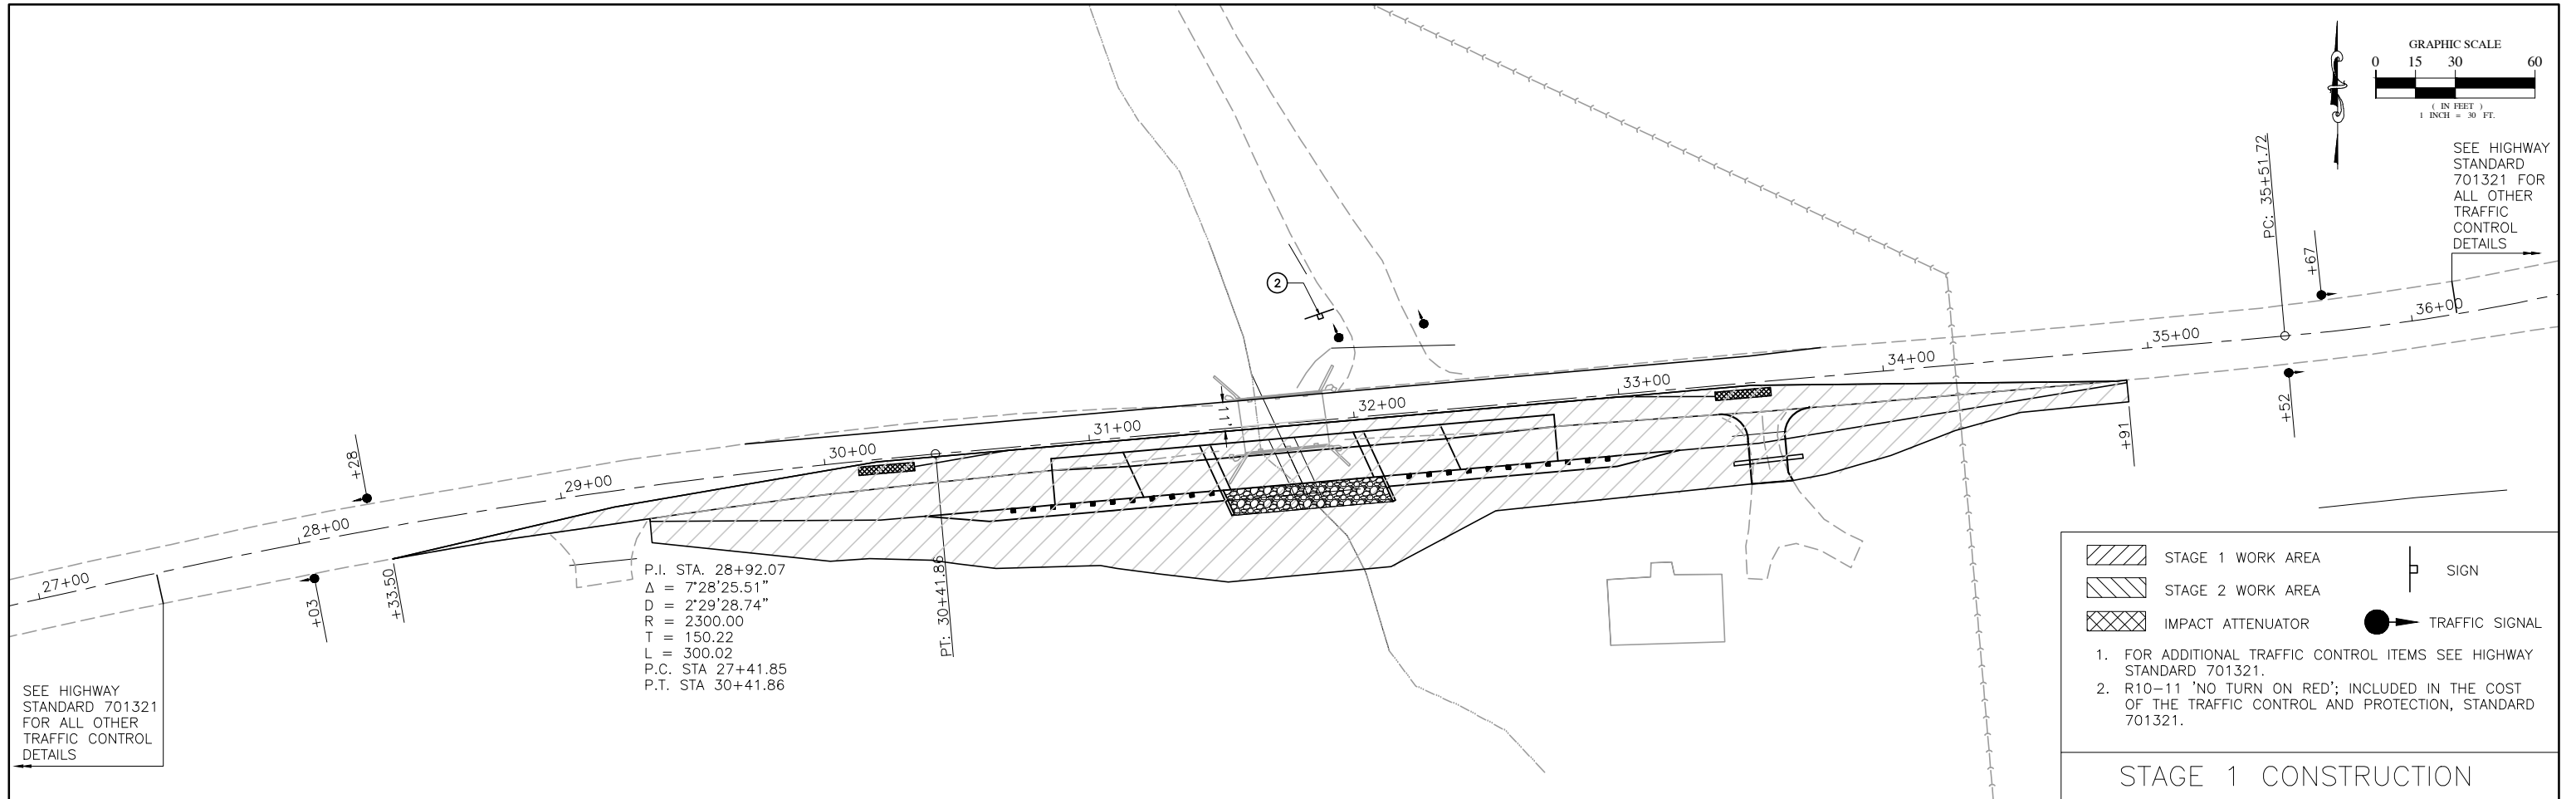 GRAPHIC SCALE
0 15 30 60
( IN FEET )
1 INCH = 30 FT.
SEE HIGHWAY
STANDARD
701321 FOR
ALL OTHER
TRAFFIC
CONTROL
DETAILS
PC: 35+51.72
+67
+52
+91
2
11'
27+00
28+00
29+00
30+00
31+00
32+00
33+00
34+00
35+00
36+00
+28
+03
+33.50
PT: 30+41.86
P.I. STA. 28+92.07
Δ = 7°28'25.51"
D = 2°29'28.74"
R = 2300.00
T = 150.22
L = 300.02
P.C. STA 27+41.85
P.T. STA 30+41.86
SEE HIGHWAY
STANDARD 701321
FOR ALL OTHER
TRAFFIC CONTROL
DETAILS
STAGE 1 WORK AREA
STAGE 2 WORK AREA
IMPACT ATTENUATOR
SIGN
TRAFFIC SIGNAL
1. FOR ADDITIONAL TRAFFIC CONTROL ITEMS SEE HIGHWAY
STANDARD 701321.
2. R10-11 'NO TURN ON RED'; INCLUDED IN THE COST
OF THE TRAFFIC CONTROL AND PROTECTION, STANDARD
701321.
STAGE 1 CONSTRUCTION